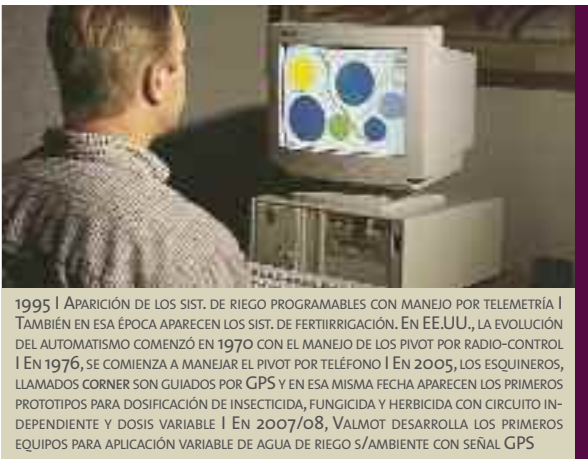 1995 | APARICIÓN DE LOS SIST. DE RIEGO PROGRAMABLES CON MANEJO POR TELEMETRÍA |
TAMBIÉN EN ESA ÉPOCA APARECEN LOS SIST. DE FERTIIRRIGACIÓN. EN EE.UU., LA EVOLUCIÓN
DEL AUTOMATISMO COMENZÓ EN 1970 CON EL MANEJO DE LOS PIVOT POR RADIO-CONTROL
| EN 1976, SE COMIENZA A MANEJAR EL PIVOT POR TELÉFONO | EN 2005, LOS ESQUINEROS,
LLAMADOS CORNER SON GUIADOS POR GPS Y EN ESA MISMA FECHA APARECEN LOS PRIMEROS
PROTOTIPOS PARA DOSIFICACIÓN DE INSECTICIDA, FUNGICIDA Y HERBICIDA CON CIRCUITO IN-
DEPENDIENTE Y DOSIS VARIABLE | EN 2007/08, VALMOT DESARROLLA LOS PRIMEROS
EQUIPOS PARA APLICACIÓN VARIABLE DE AGUA DE RIEGO S/AMBIENTE CON SEÑAL GPS